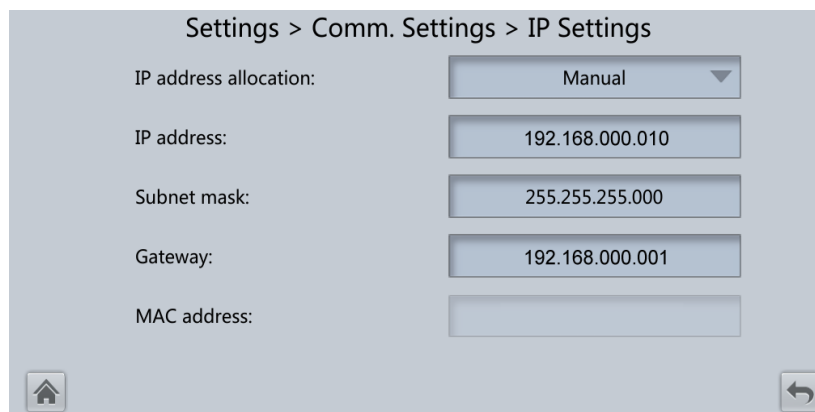 Settings > Comm. Settings > IP Settings
IP address allocation: Manual
IP address: 192.168.000.010
Subnet mask: 255.255.255.000
Gateway: 192.168.000.001
MAC address: